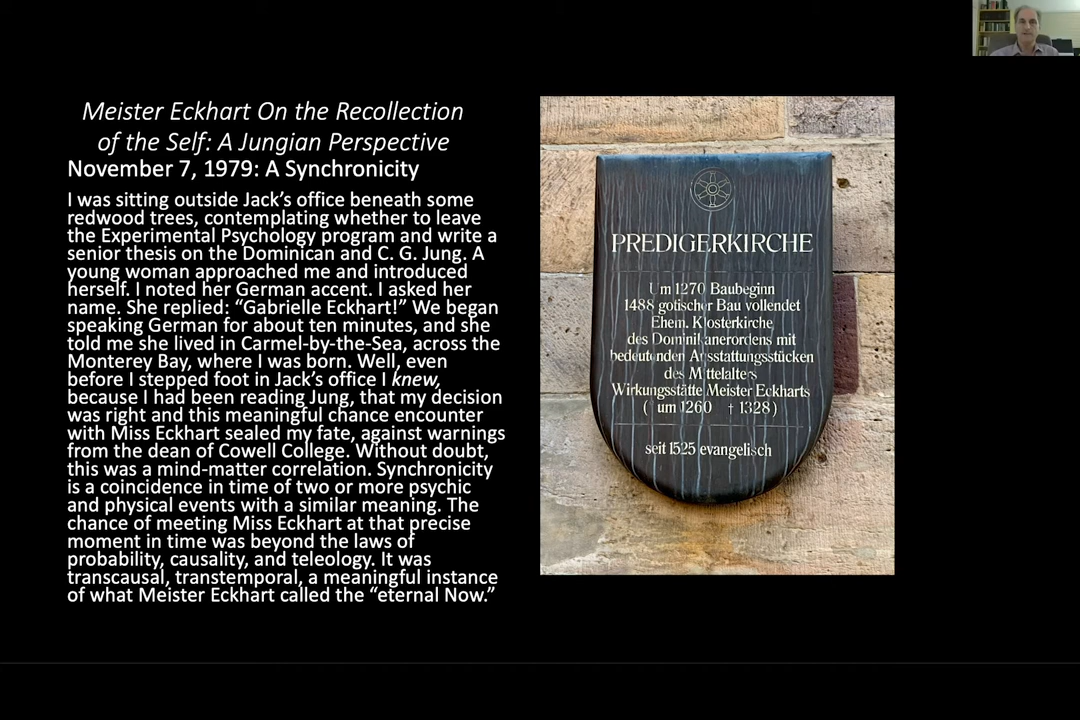 Meister Eckhart On the Recollection
of the Self: A Jungian Perspective
November 7, 1979: A Synchronicity
I was sitting outside Jack's office beneath some
redwood trees, contemplating whether to leave
the Experimental Psychology program and write a
senior thesis on the Dominican and C. G. Jung. A
young woman approached me and introduced
herself. I noted her German accent. I asked her
name. She replied: “Gabrielle Eckhart!” We began
speaking German for about ten minutes, and she
told me she lived in Carmel-by-the-Sea, across the
Monterey Bay, where I was born. Well, even
before I stepped foot in Jack's office I knew,
because I had been reading Jung, that my decision
was right and this meaningful chance encounter
with Miss Eckhart sealed my fate, against warnings
from the dean of Cowell College. Without doubt,
this was a mind-matter correlation. Synchronicity
is a coincidence in time of two or more psychic
and physical events with a similar meaning. The
chance of meeting Miss Eckhart at that precise
moment in time was beyond the laws of
probability, causality, and teleology. It was
transcausal, transtemporal, a meaningful instance
of what Meister Eckhart called the “eternal Now.”
PREDIGERKIRCHE
Um 1270 Baubeginn
1488 gotischer Bau vollendet
Ehem. Klosterkirche
des Dominikanerordens mit
bedeutenden Ausstattungsstücken
des Mittelalters
Wirkungsstätte Meister Eckharts
( um 1260 † 1328 )
seit 1525 evangelisch